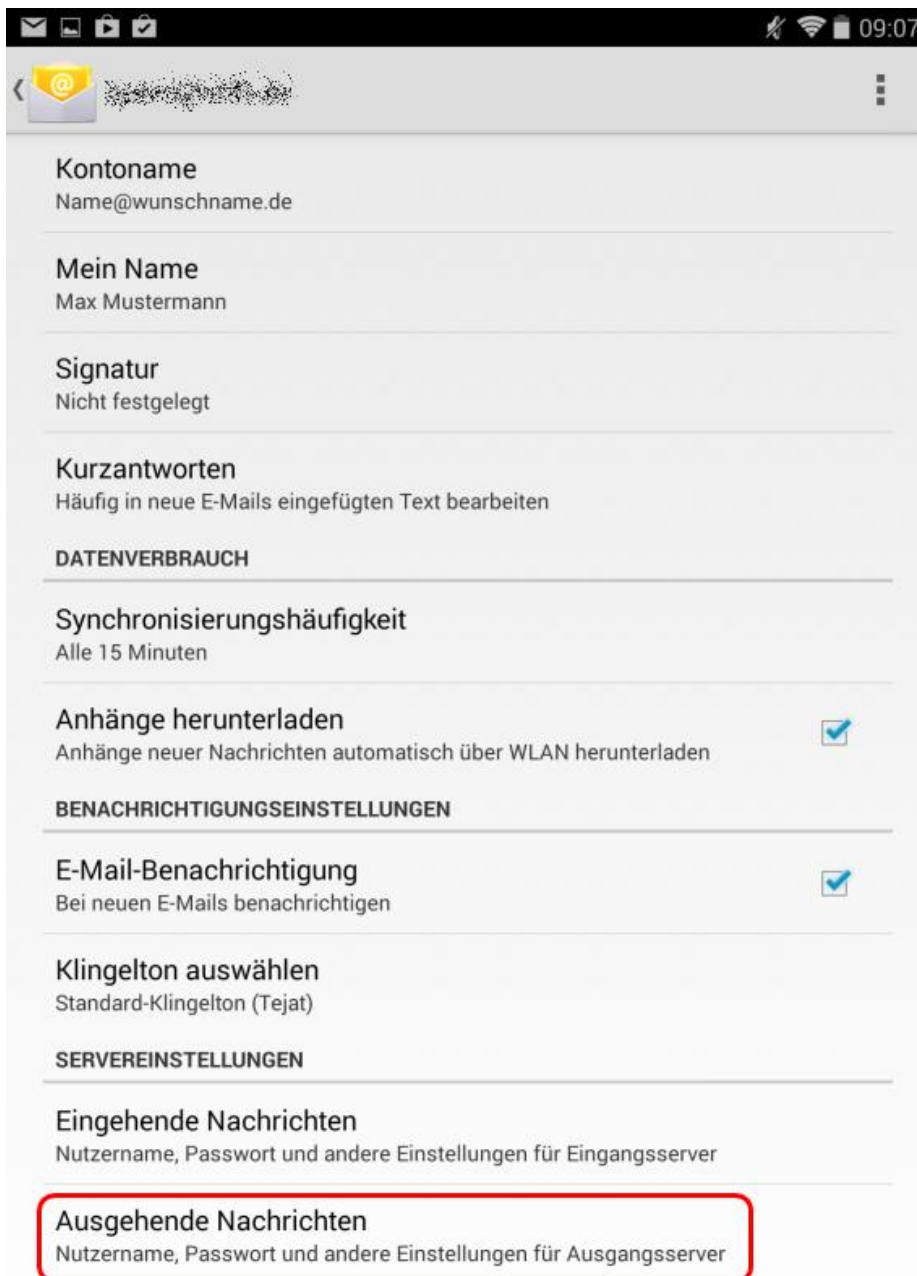 09:07
Kontoname
Name@wunschname.de
Mein Name
Max Mustermann
Signatur
Nicht festgelegt
Kurzantworten
Häufig in neue E-Mails eingefügten Text bearbeiten
DATENVERBRAUCH
Synchronisierungshäufigkeit
Alle 15 Minuten
Anhänge herunterladen
Anhänge neuer Nachrichten automatisch über WLAN herunterladen
BENACHRICHTIGUNGSEINSTELLUNGEN
E-Mail-Benachrichtigung
Bei neuen E-Mails benachrichtigen
Klingelton auswählen
Standard-Klingelton (Tejat)
SERVEREINSTELLUNGEN
Eingehende Nachrichten
Nutzername, Passwort und andere Einstellungen für Eingangsserver
Ausgehende Nachrichten
Nutzername, Passwort und andere Einstellungen für Ausgangsserver